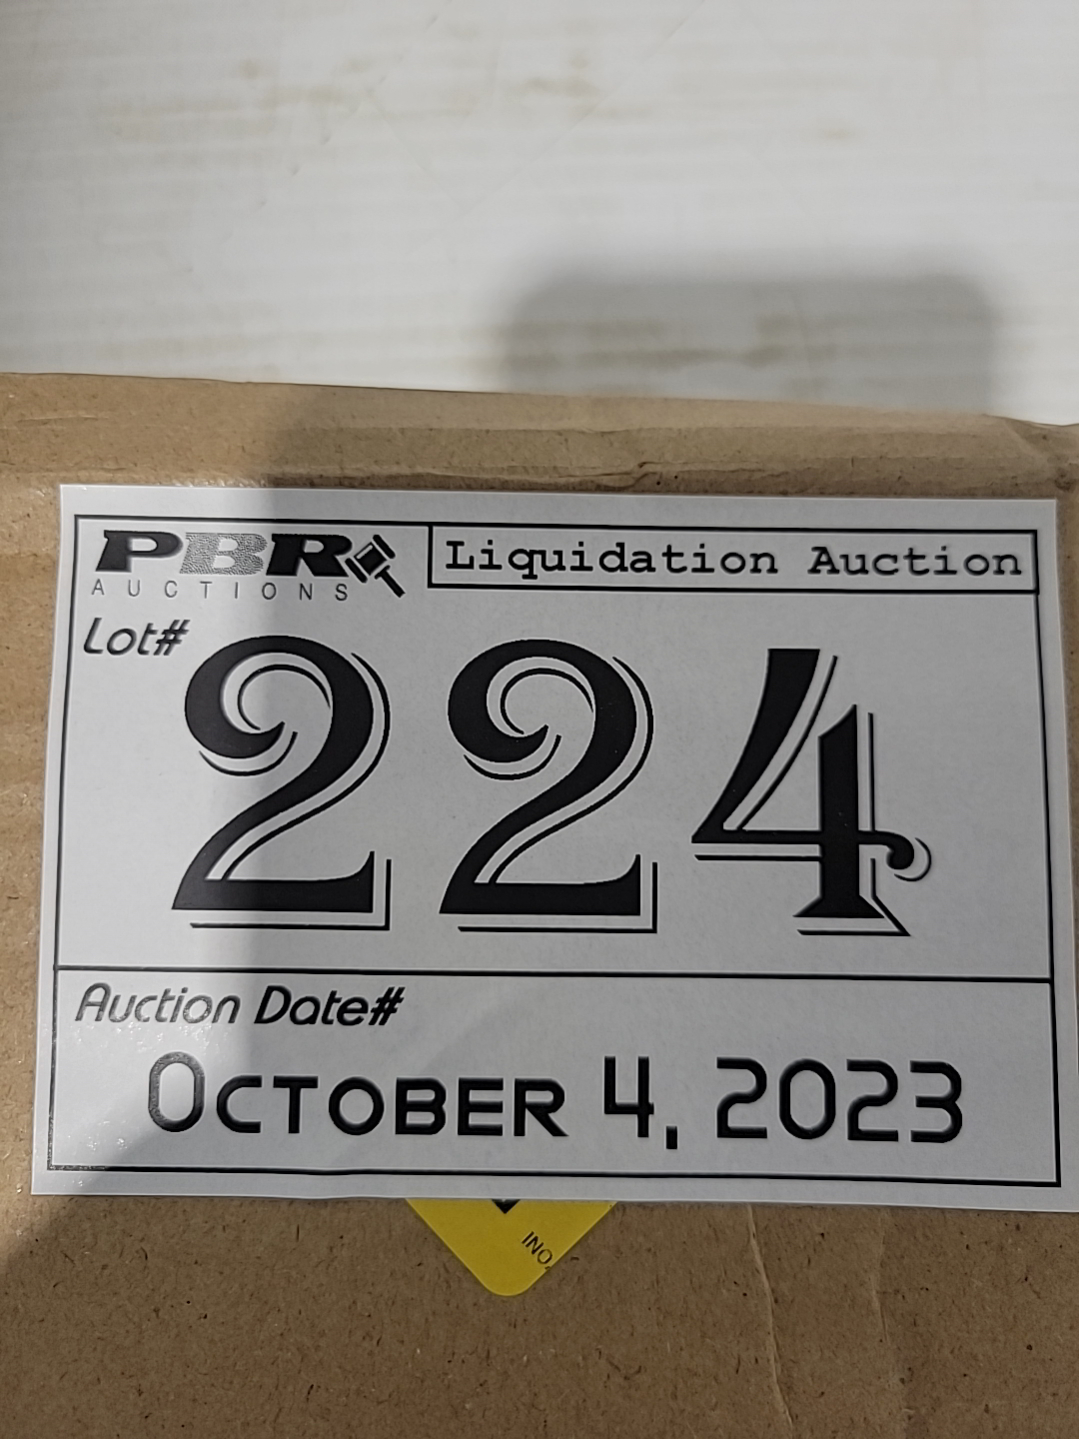 PBR
AUCTIONS
Liquidation Auction
Lot#
224
Auction Date#
October 4, 2023